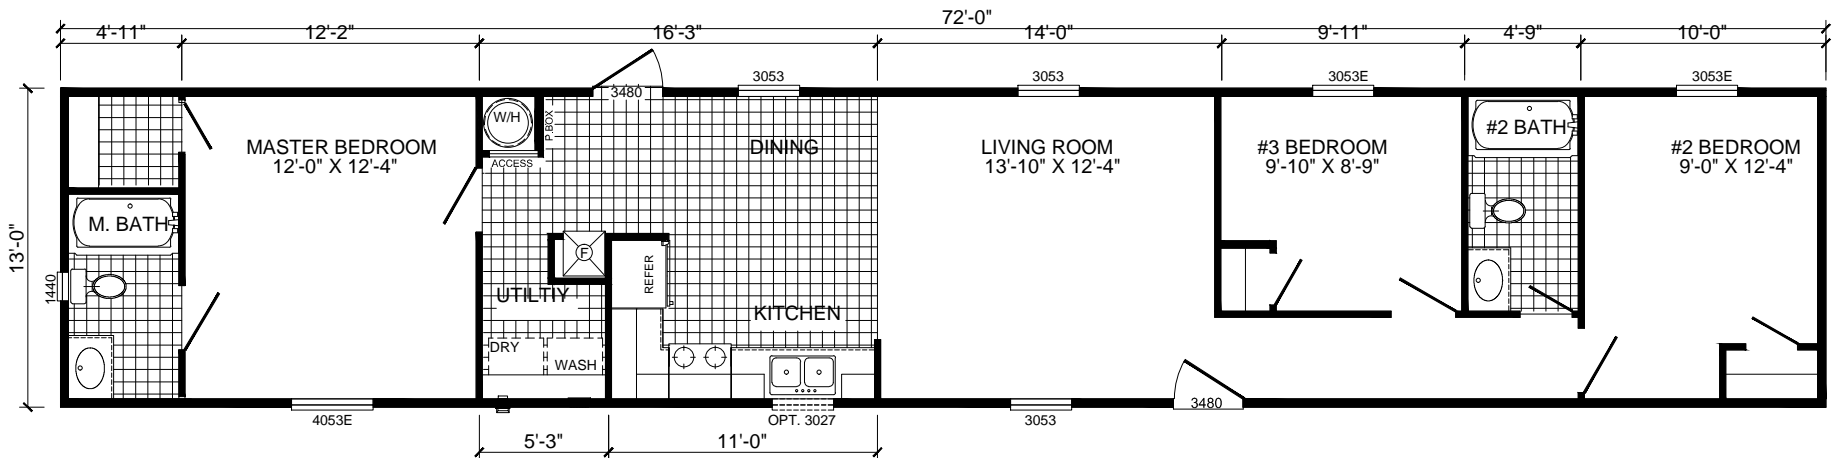 72'-0"
4'-11"
12'-2"
16'-3"
14'-0"
9'-11"
4'-9"
10'-0"
3053
3053
3053E
3053E
3480
W/H
P.BOX
ACCESS
MASTER BEDROOM
12'-0" X 12'-4"
DINING
LIVING ROOM
13'-10" X 12'-4"
#3 BEDROOM
9'-10" X 8'-9"
#2 BATH
#2 BEDROOM
9'-0" X 12'-4"
M. BATH
13'-0"
1440
F
REFER
UTILTIY
KITCHEN
DRY
WASH
4053E
OPT. 3027
3053
3480
5'-3"
11'-0"